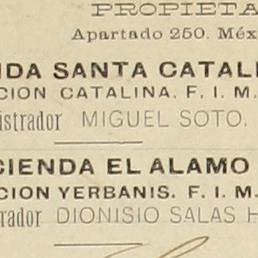 PROPIETA
Apartado 250. Méx
NDA SANTA CATALI
CION CATALINA. F. I. M.
istrador MIGUEL SOTO.
CIENDA EL ALAMO
CION YERBANIS. F. I. M.
rador DIONISIO SALAS H